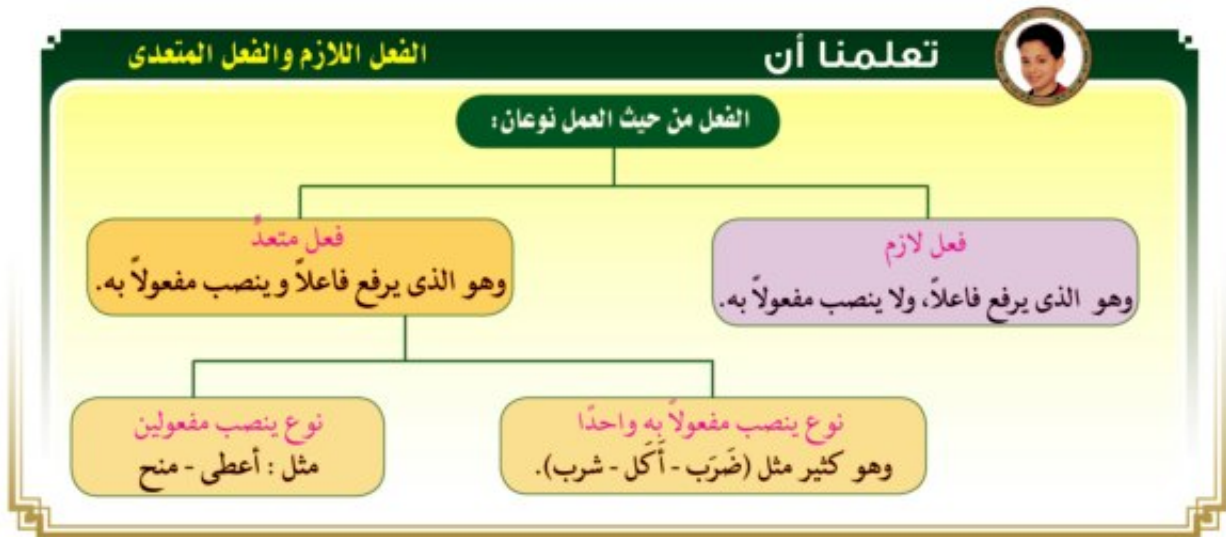 تعلمنا أن
الفعل اللازم والفعل المتعدى
الفعل من حيث العمل نوعان:
فعل لازم
وهو الذى يرفع فاعلاً، ولا ينصب مفعولاً به.
فعل متعدٍّ
وهو الذى يرفع فاعلاً وينصب مفعولاً به.
نوع ينصب مفعولاً به واحدًا
وهو كثير مثل (ضَرَب - أَكَل - شرب).
نوع ينصب مفعولين
مثل : أعطى - منح